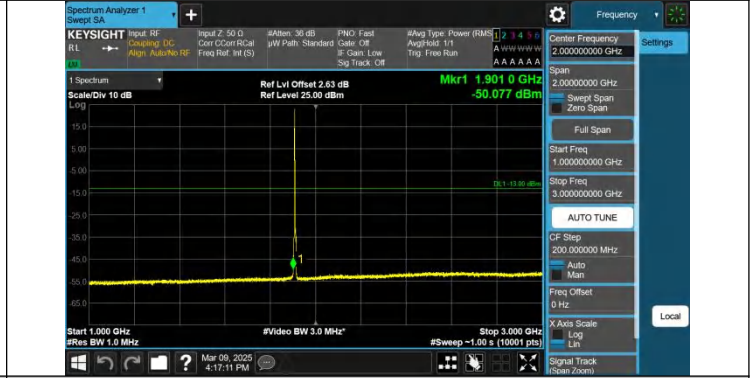 Spectrum Analyzer 1
Swept SA
+
Frequency
KEYSIGHT
RL
Input: RF
Coupling: DC
Align: Auto/No RF
Input Z: 50 Ω
Corr CCorr RCal
Freq Ref: Int (S)
#Atten: 36 dB
µW Path: Standard
PNO: Fast
Gate: Off
IF Gain: Low
Sig Track: Off
#Avg Type: Power (RMS
Avg|Hold: 1/1
Trig: Free Run
1 2 3 4 5 6
A W W W W W
A A A A A A
1 Spectrum
Scale/Div 10 dB
Ref Lvl Offset 2.63 dB
Ref Level 25.00 dBm
Mkr1 1.901 0 GHz
-50.077 dBm
Log
15.0
5.00
-5.00
-15.0
-25.0
-35.0
-45.0
-55.0
-65.0
DL1 -13.00 dBm
1
Start 1.000 GHz
#Res BW 1.0 MHz
#Video BW 3.0 MHz*
Stop 3.000 GHz
#Sweep ~1.00 s (10001 pts)
Center Frequency
2.000000000 GHz
Settings
Span
2.00000000 GHz
Swept Span
Zero Span
Full Span
Start Freq
1.000000000 GHz
Stop Freq
3.000000000 GHz
AUTO TUNE
CF Step
200.000000 MHz
Auto
Man
Freq Offset
0 Hz
X Axis Scale
Log
Lin
Local
Signal Track
(Span Zoom)
?
Mar 09, 2025
4:17:11 PM